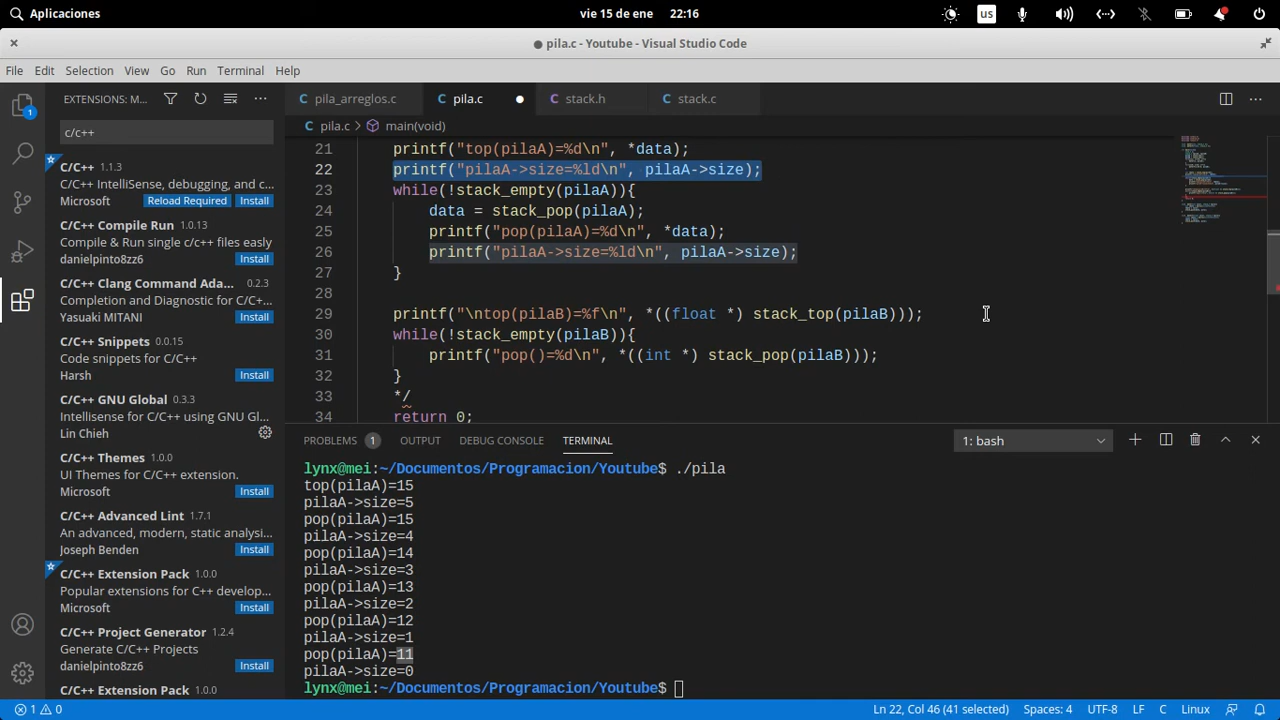 Aplicaciones
vie 15 de ene 22:16
us
pila.c - Youtube - Visual Studio Code
File Edit Selection View Go Run Terminal Help
EXTENSIONS: M...
pila_arreglos.c
pila.c
stack.h
stack.c
1
c/c++
pila.c > main(void)
C/C++ 1.1.3
C/C++ IntelliSense, debugging, and c...
Microsoft Reload Required Install
C/C++ Compile Run 1.0.13
Compile & Run single c/c++ files easily
danielpinto8zz6 Install
C/C++ Clang Command Ada... 0.2.3
Completion and Diagnostic for C/C+...
Yasuaki MITANI Install
C/C++ Snippets 0.0.15
Code snippets for C/C++
Harsh Install
C/C++ GNU Global 0.3.3
Intellisense for C/C++ using GNU Gl...
Lin Chieh
C/C++ Themes 1.0.0
UI Themes for C/C++ extension.
Microsoft Install
C/C++ Advanced Lint 1.7.1
An advanced, modern, static analysi...
Joseph Benden Install
C/C++ Extension Pack 1.0.0
Popular extensions for C++ develop...
Microsoft Install
C/C++ Project Generator 1.2.4
Generate C/C++ Projects
danielpinto8zz6 Install
C/C++ Extension Pack 1.0.0
21 printf("top(pilaA)=%d\n", *data);
22 printf("pilaA->size=%ld\n", pilaA->size);
23 while(!stack_empty(pilaA)){
24 data = stack_pop(pilaA);
25 printf("pop(pilaA)=%d\n", *data);
26 printf("pilaA->size=%ld\n", pilaA->size);
27 }
28
29 printf("\ntop(pilaB)=%f\n", *((float *) stack_top(pilaB)));
30 while(!stack_empty(pilaB)){
31 printf("pop()=%d\n", *((int *) stack_pop(pilaB)));
32 }
33 */
34 return 0;
PROBLEMS 1 OUTPUT DEBUG CONSOLE TERMINAL
1: bash
lynx@mei:~/Documentos/Programacion/Youtube$ ./pila
top(pilaA)=15
pilaA->size=5
pop(pilaA)=15
pilaA->size=4
pop(pilaA)=14
pilaA->size=3
pop(pilaA)=13
pilaA->size=2
pop(pilaA)=12
pilaA->size=1
pop(pilaA)=11
pilaA->size=0
lynx@mei:~/Documentos/Programacion/Youtube$
1 0
Ln 22, Col 46 (41 selected) Spaces: 4 UTF-8 LF C Linux